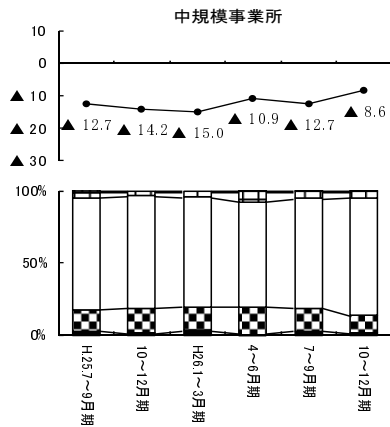 中規模事業所
10
0
▲ 10
▲ 20
▲ 30
▲ 12.7
▲ 14.2
▲ 15.0
▲ 10.9
▲ 12.7
▲ 8.6
100%
50%
0%
H.25.7～9月期
10～12月期
H26.1～3月期
4～6月期
7～9月期
10～12月期